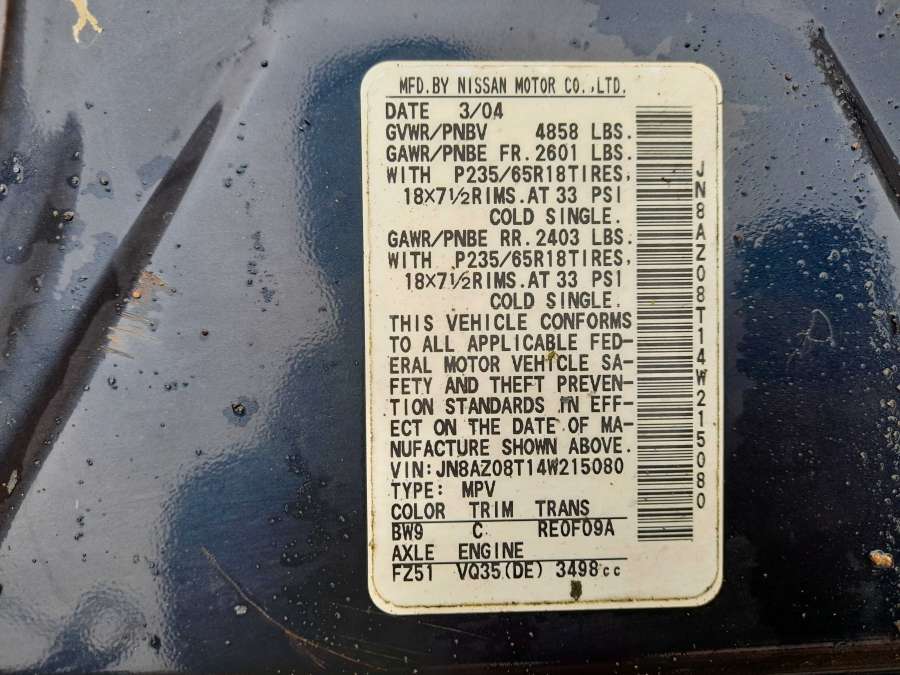 MFD.BY NISSAN MOTOR CO.,LTD.
DATE 3/04
GVWR/PNBV 4858 LBS.
GAWR/PNBE FR.2601 LBS.
WITH P235/65R18TIRES,
18X7½RIMS.AT 33 PSI
COLD SINGLE.
GAWR/PNBE RR.2403 LBS.
WITH P235/65R18TIRES,
18X7½RIMS.AT 33 PSI
COLD SINGLE.
THIS VEHICLE CONFORMS
TO ALL APPLICABLE FED-
ERAL MOTOR VEHICLE SA-
FETY AND THEFT PREVEN-
TION STANDARDS IN EFF-
ECT ON THE DATE OF MA-
NUFACTURE SHOWN ABOVE.
VIN:JN8AZ08T14W215080
TYPE: MPV
COLOR TRIM TRANS
BW9 C RE0F09A
AXLE ENGINE
FZ51 VQ35(DE) 3498cc
JN8AZ08T14W215080